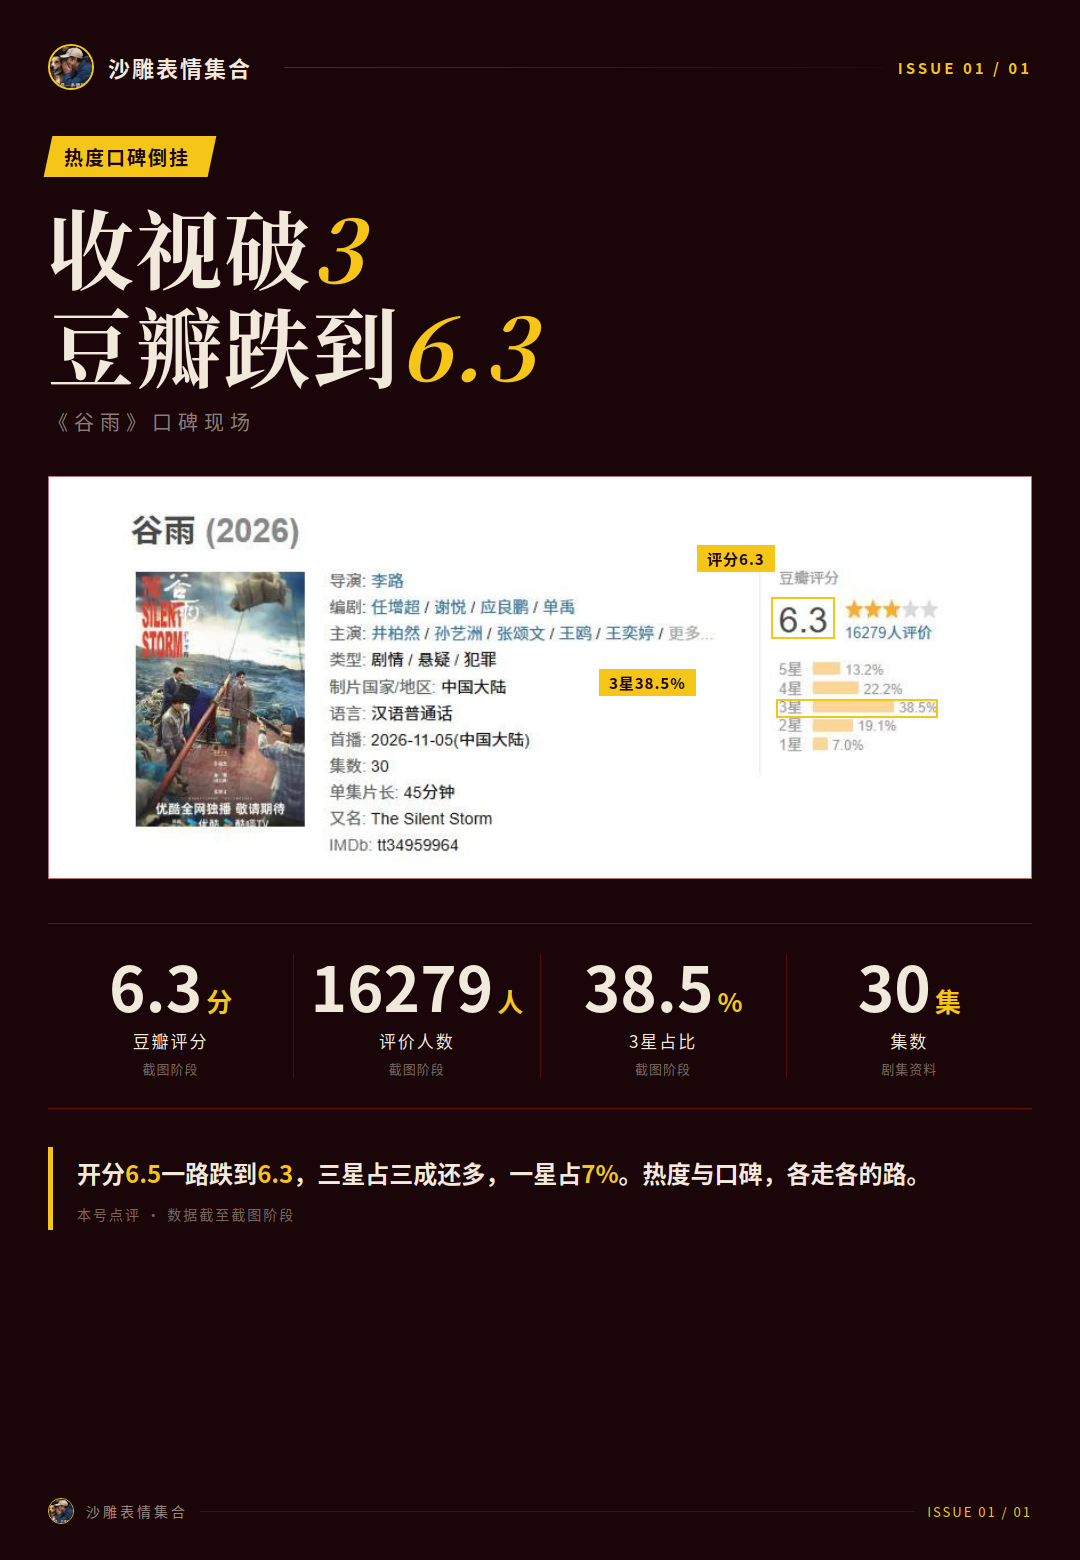 沙雕表情集合
ISSUE 01 / 01
热度口碑倒挂
收视破3
豆瓣跌到6.3
《谷雨》口碑现场
谷雨 (2026)
THE SILENT STORM
谷雨
优酷全网独播 敬请期待
优酷
酷喵TV
导演: 李路
编剧: 任增超 / 谢悦 / 应良鹏 / 单禹
主演: 井柏然 / 孙艺洲 / 张颂文 / 王鸥 / 王奕婷 / 更多...
类型: 剧情 / 悬疑 / 犯罪
制片国家/地区: 中国大陆
语言: 汉语普通话
首播: 2026-11-05(中国大陆)
集数: 30
单集片长: 45分钟
又名: The Silent Storm
IMDb: tt34959964
评分6.3
3星38.5%
豆瓣评分
6.3
16279人评价
5星 13.2%
4星 22.2%
3星 38.5%
2星 19.1%
1星 7.0%
6.3分
豆瓣评分
截图阶段
16279人
评价人数
截图阶段
38.5%
3星占比
截图阶段
30集
集数
剧集资料
开分6.5一路跌到6.3，三星占三成还多，一星占7%。热度与口碑，各走各的路。
本号点评 · 数据截至截图阶段
沙雕表情集合
ISSUE 01 / 01